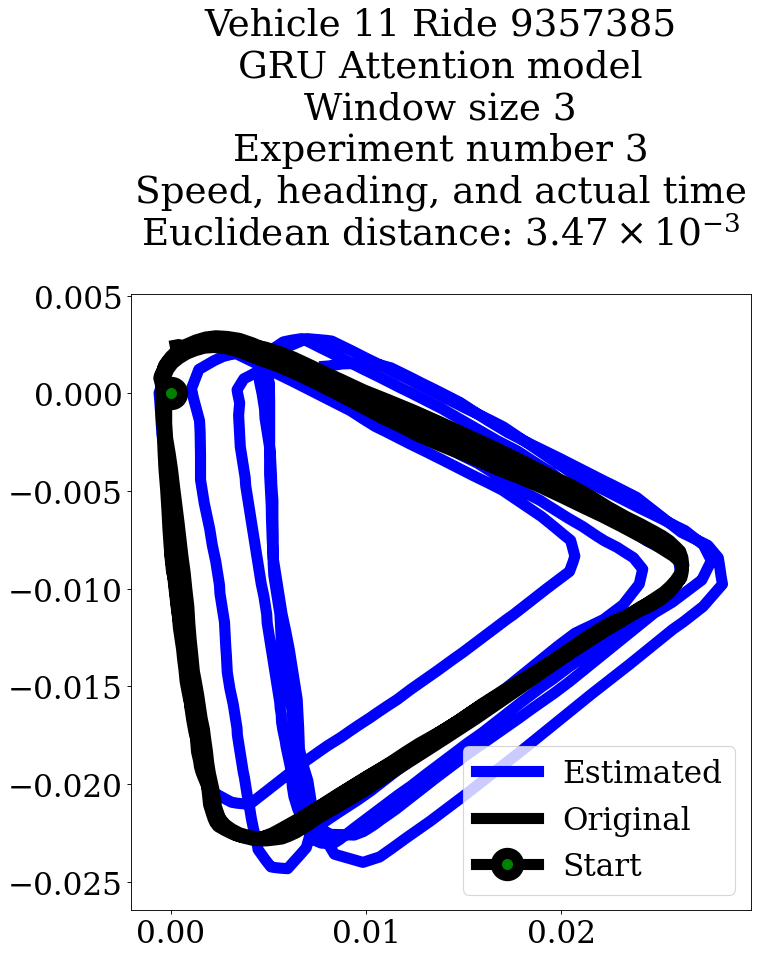 Vehicle 11 Ride 9357385
GRU Attention model
Window size 3
Experiment number 3
Speed, heading, and actual time
Euclidean distance: 3.47 × 10⁻³
0.005
0.000
−0.005
−0.010
−0.015
−0.020
−0.025
Estimated
Original
Start
0.00 0.01 0.02